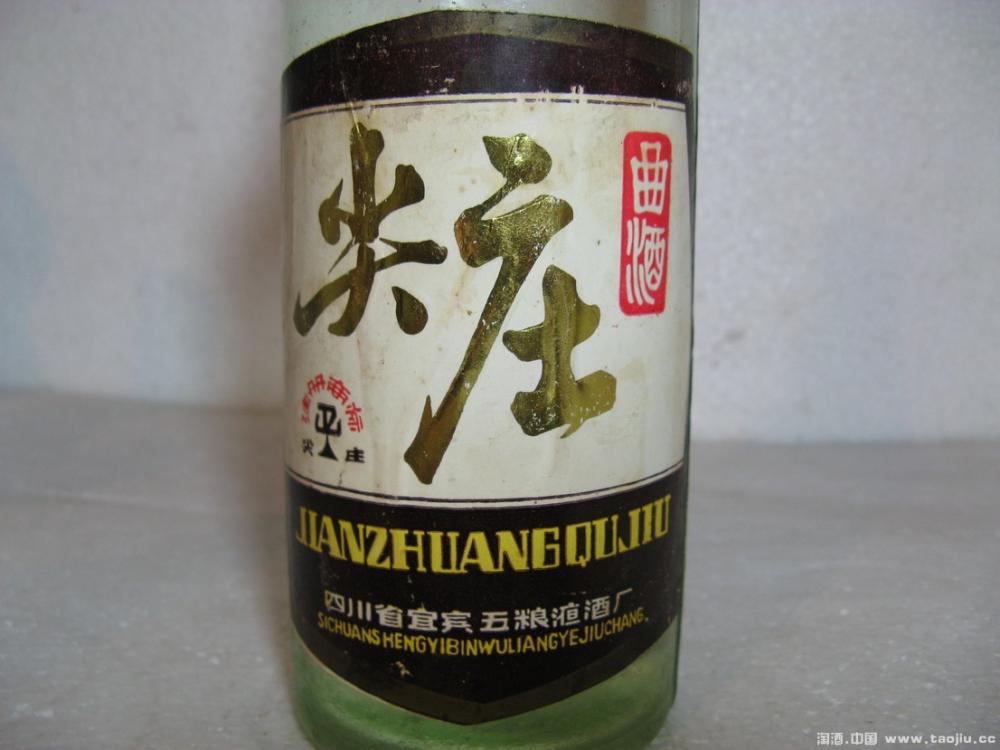 尖庄
曲酒
注册商标
尖庄
JIANZHUANGQUJIU
四川省宜宾五粮液酒厂
SICHUANSHENGYIBINWULIANGYEJIUCHANG
淘酒.中国 www.taojiu.cc